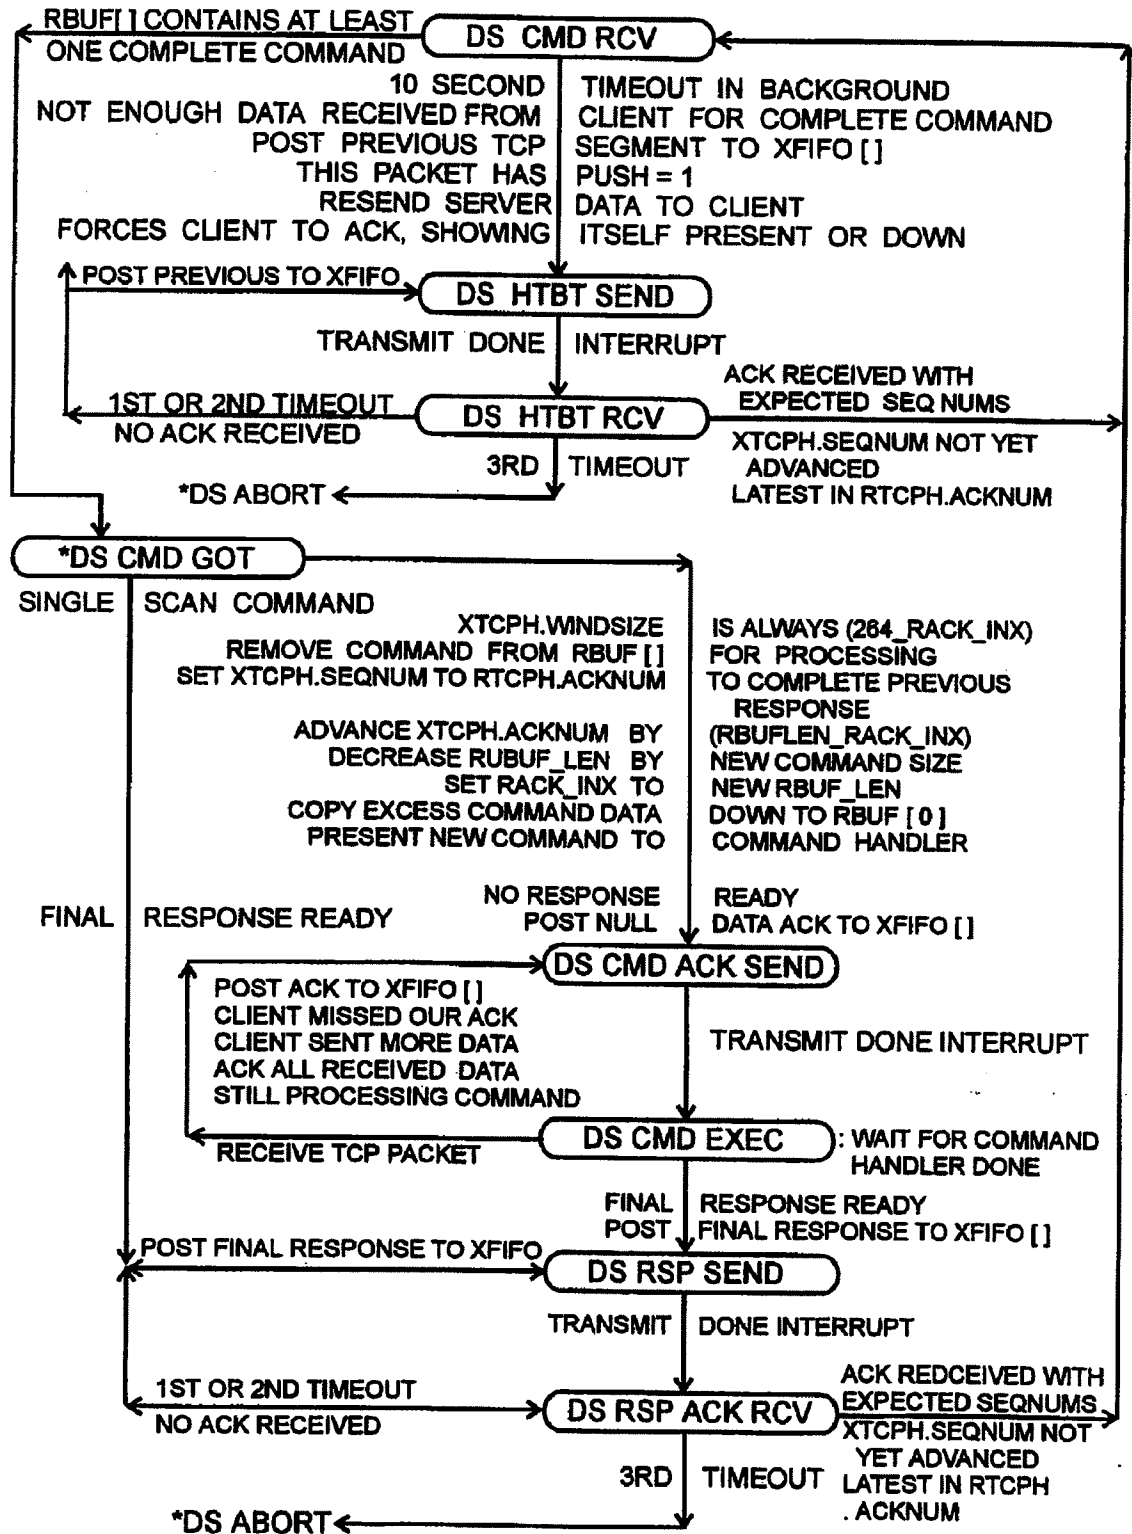 RBUF[ ] CONTAINS AT LEAST
ONE COMPLETE COMMAND
DS CMD RCV
10 SECOND TIMEOUT IN BACKGROUND
NOT ENOUGH DATA RECEIVED FROM CLIENT FOR COMPLETE COMMAND
POST PREVIOUS TCP SEGMENT TO XFIFO [ ]
THIS PACKET HAS PUSH = 1
RESEND SERVER DATA TO CLIENT
FORCES CLIENT TO ACK, SHOWING ITSELF PRESENT OR DOWN
POST PREVIOUS TO XFIFO
DS HTBT SEND
TRANSMIT DONE INTERRUPT
1ST OR 2ND TIMEOUT
NO ACK RECEIVED
DS HTBT RCV
ACK RECEIVED WITH
EXPECTED SEQ NUMS
XTCPH.SEQNUM NOT YET
ADVANCED
LATEST IN RTCPH.ACKNUM
3RD TIMEOUT
*DS ABORT
*DS CMD GOT
SINGLE SCAN COMMAND
XTCPH.WINDSIZE IS ALWAYS (264_RACK_INX)
REMOVE COMMAND FROM RBUF [ ] FOR PROCESSING
SET XTCPH.SEQNUM TO RTCPH.ACKNUM TO COMPLETE PREVIOUS
RESPONSE
ADVANCE XTCPH.ACKNUM BY (RBUFLEN_RACK_INX)
DECREASE RUBUF_LEN BY NEW COMMAND SIZE
SET RACK_INX TO NEW RBUF_LEN
COPY EXCESS COMMAND DATA DOWN TO RBUF [ 0 ]
PRESENT NEW COMMAND TO COMMAND HANDLER
NO RESPONSE READY
POST NULL DATA ACK TO XFIFO [ ]
FINAL RESPONSE READY
DS CMD ACK SEND
POST ACK TO XFIFO [ ]
CLIENT MISSED OUR ACK
CLIENT SENT MORE DATA
ACK ALL RECEIVED DATA
STILL PROCESSING COMMAND
TRANSMIT DONE INTERRUPT
RECEIVE TCP PACKET
DS CMD EXEC
: WAIT FOR COMMAND
HANDLER DONE
FINAL RESPONSE READY
POST FINAL RESPONSE TO XFIFO [ ]
POST FINAL RESPONSE TO XFIFO
DS RSP SEND
TRANSMIT DONE INTERRUPT
1ST OR 2ND TIMEOUT
NO ACK RECEIVED
DS RSP ACK RCV
ACK REDCEIVED WITH
EXPECTED SEQNUMS
XTCPH.SEQNUM NOT
YET ADVANCED
LATEST IN RTCPH
. ACKNUM
3RD TIMEOUT
*DS ABORT